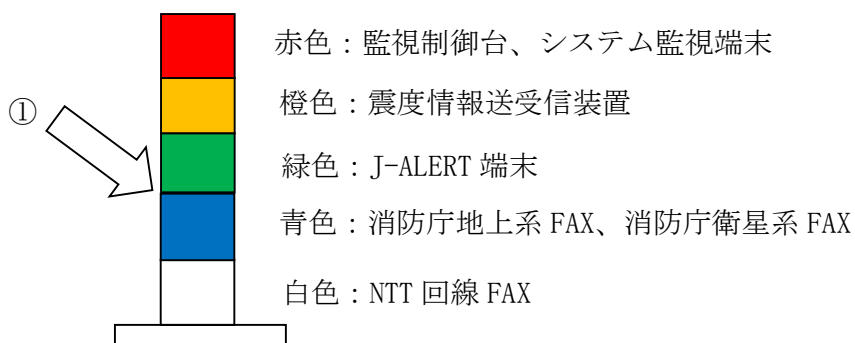 赤色：監視制御台、システム監視端末
橙色：震度情報送受信装置
①
緑色：J-ALERT 端末
青色：消防庁地上系 FAX、消防庁衛星系 FAX
白色：NTT 回線 FAX